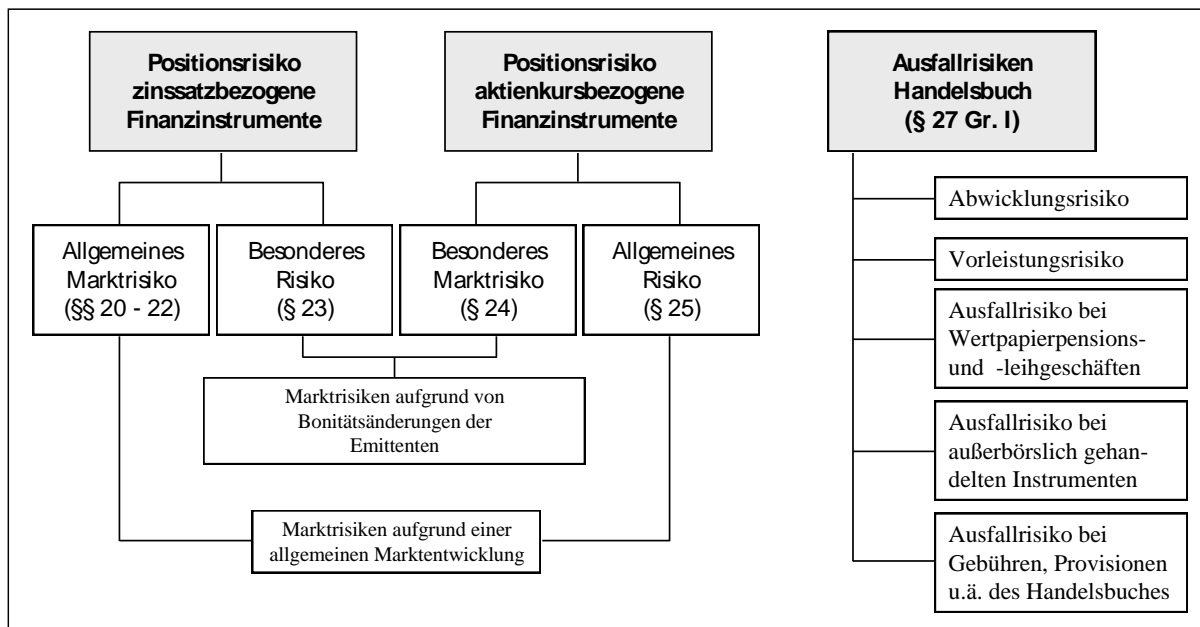 Positionsrisiko
zinssatzbezogene
Finanzinstrumente
Positionsrisiko
aktienkursbezogene
Finanzinstrumente
Ausfallrisiken
Handelsbuch
(§ 27 Gr. I)
Allgemeines
Marktrisiko
(§§ 20 - 22)
Besonderes
Risiko
(§ 23)
Besonderes
Marktrisiko
(§ 24)
Allgemeines
Risiko
(§ 25)
Marktrisiken aufgrund von
Bonitätsänderungen der
Emittenten
Marktrisiken aufgrund einer
allgemeinen Marktentwicklung
Abwicklungsrisiko
Vorleistungsrisiko
Ausfallrisiko bei
Wertpapierpensions-
und -leihgeschäften
Ausfallrisiko bei
außerbörslich gehan-
delten Instrumenten
Ausfallrisiko bei
Gebühren, Provisionen
u.ä. des Handelsbuches